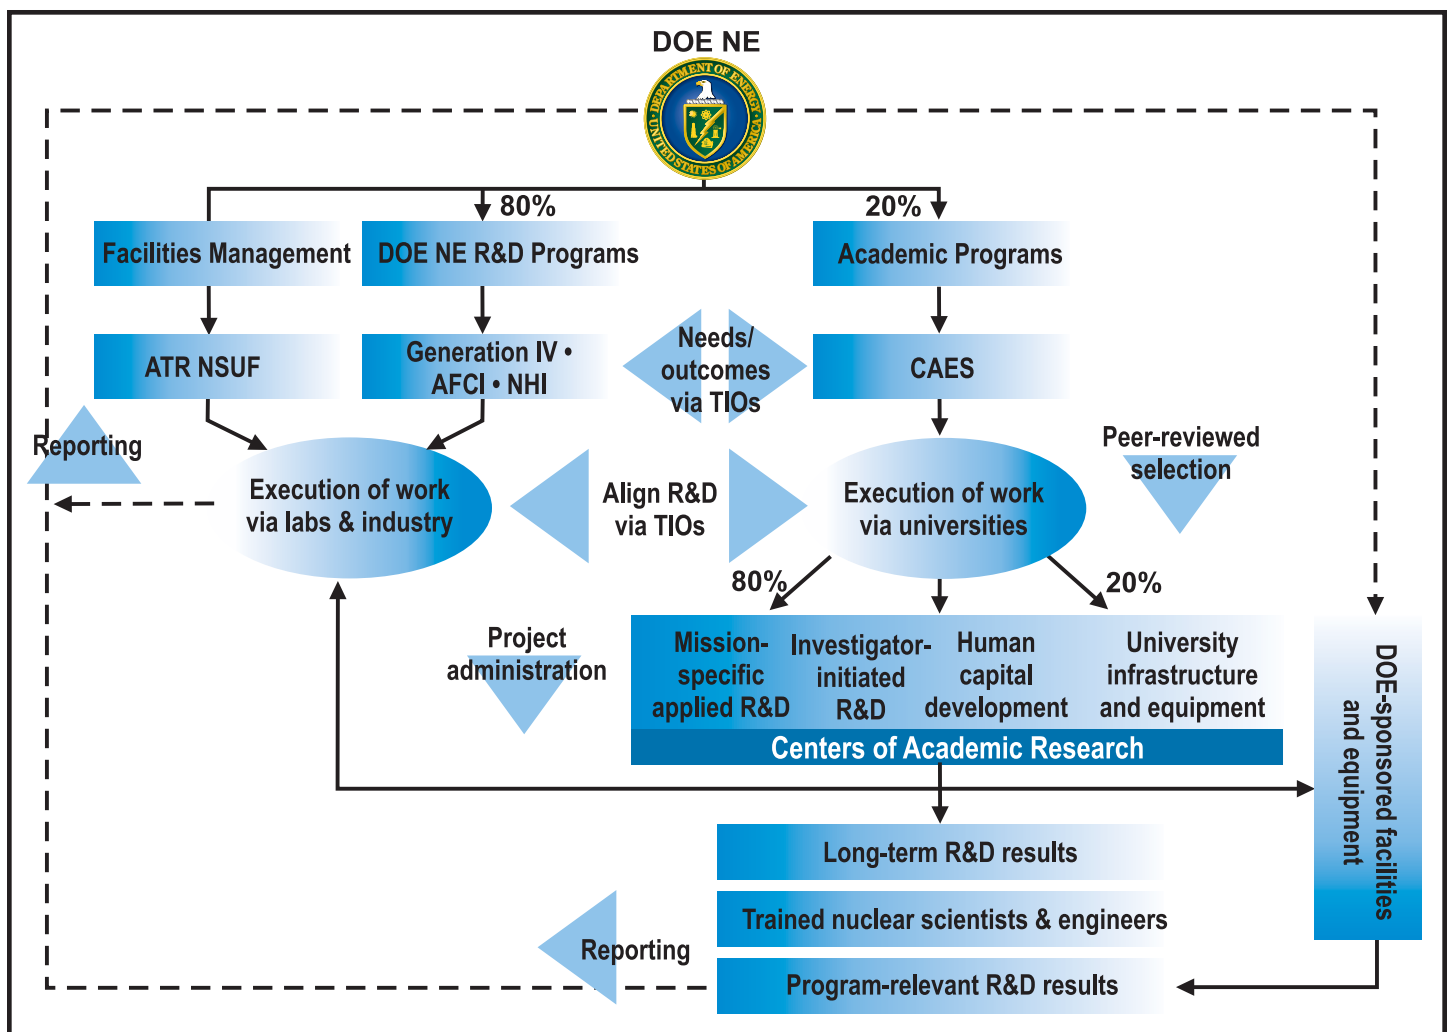 DOE NE
DEPARTMENT OF ENERGY
UNITED STATES OF AMERICA
80%
20%
Facilities Management
DOE NE R&D Programs
Academic Programs
ATR NSUF
Generation IV •
AFCI • NHI
Needs/
outcomes
via TIOs
CAES
Reporting
Peer-reviewed
selection
Execution of work
via labs & industry
Align R&D
via TIOs
Execution of work
via universities
80%
20%
Project
administration
Mission-
specific
applied R&D
Investigator-
initiated
R&D
Human
capital
development
University
infrastructure
and equipment
Centers of Academic Research
DOE-sponsored facilities
and equipment
Long-term R&D results
Trained nuclear scientists & engineers
Reporting
Program-relevant R&D results